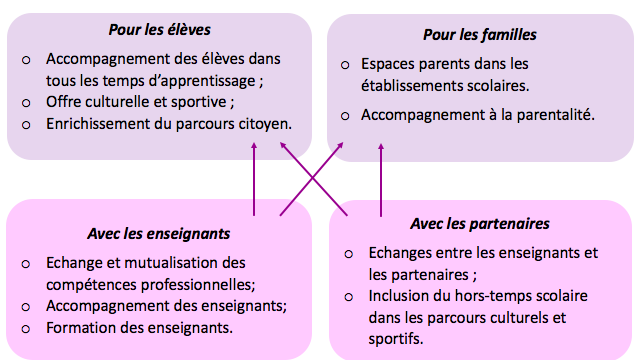 Pour les élèves
o Accompagnement des élèves dans
tous les temps d’apprentissage ;
o Offre culturelle et sportive ;
o Enrichissement du parcours citoyen.
Pour les familles
o Espaces parents dans les
établissements scolaires.
o Accompagnement à la parentalité.
Avec les enseignants
o Echange et mutualisation des
compétences professionnelles;
o Accompagnement des enseignants;
o Formation des enseignants.
Avec les partenaires
o Echanges entre les enseignants et
les partenaires ;
o Inclusion du hors-temps scolaire
dans les parcours culturels et
sportifs.